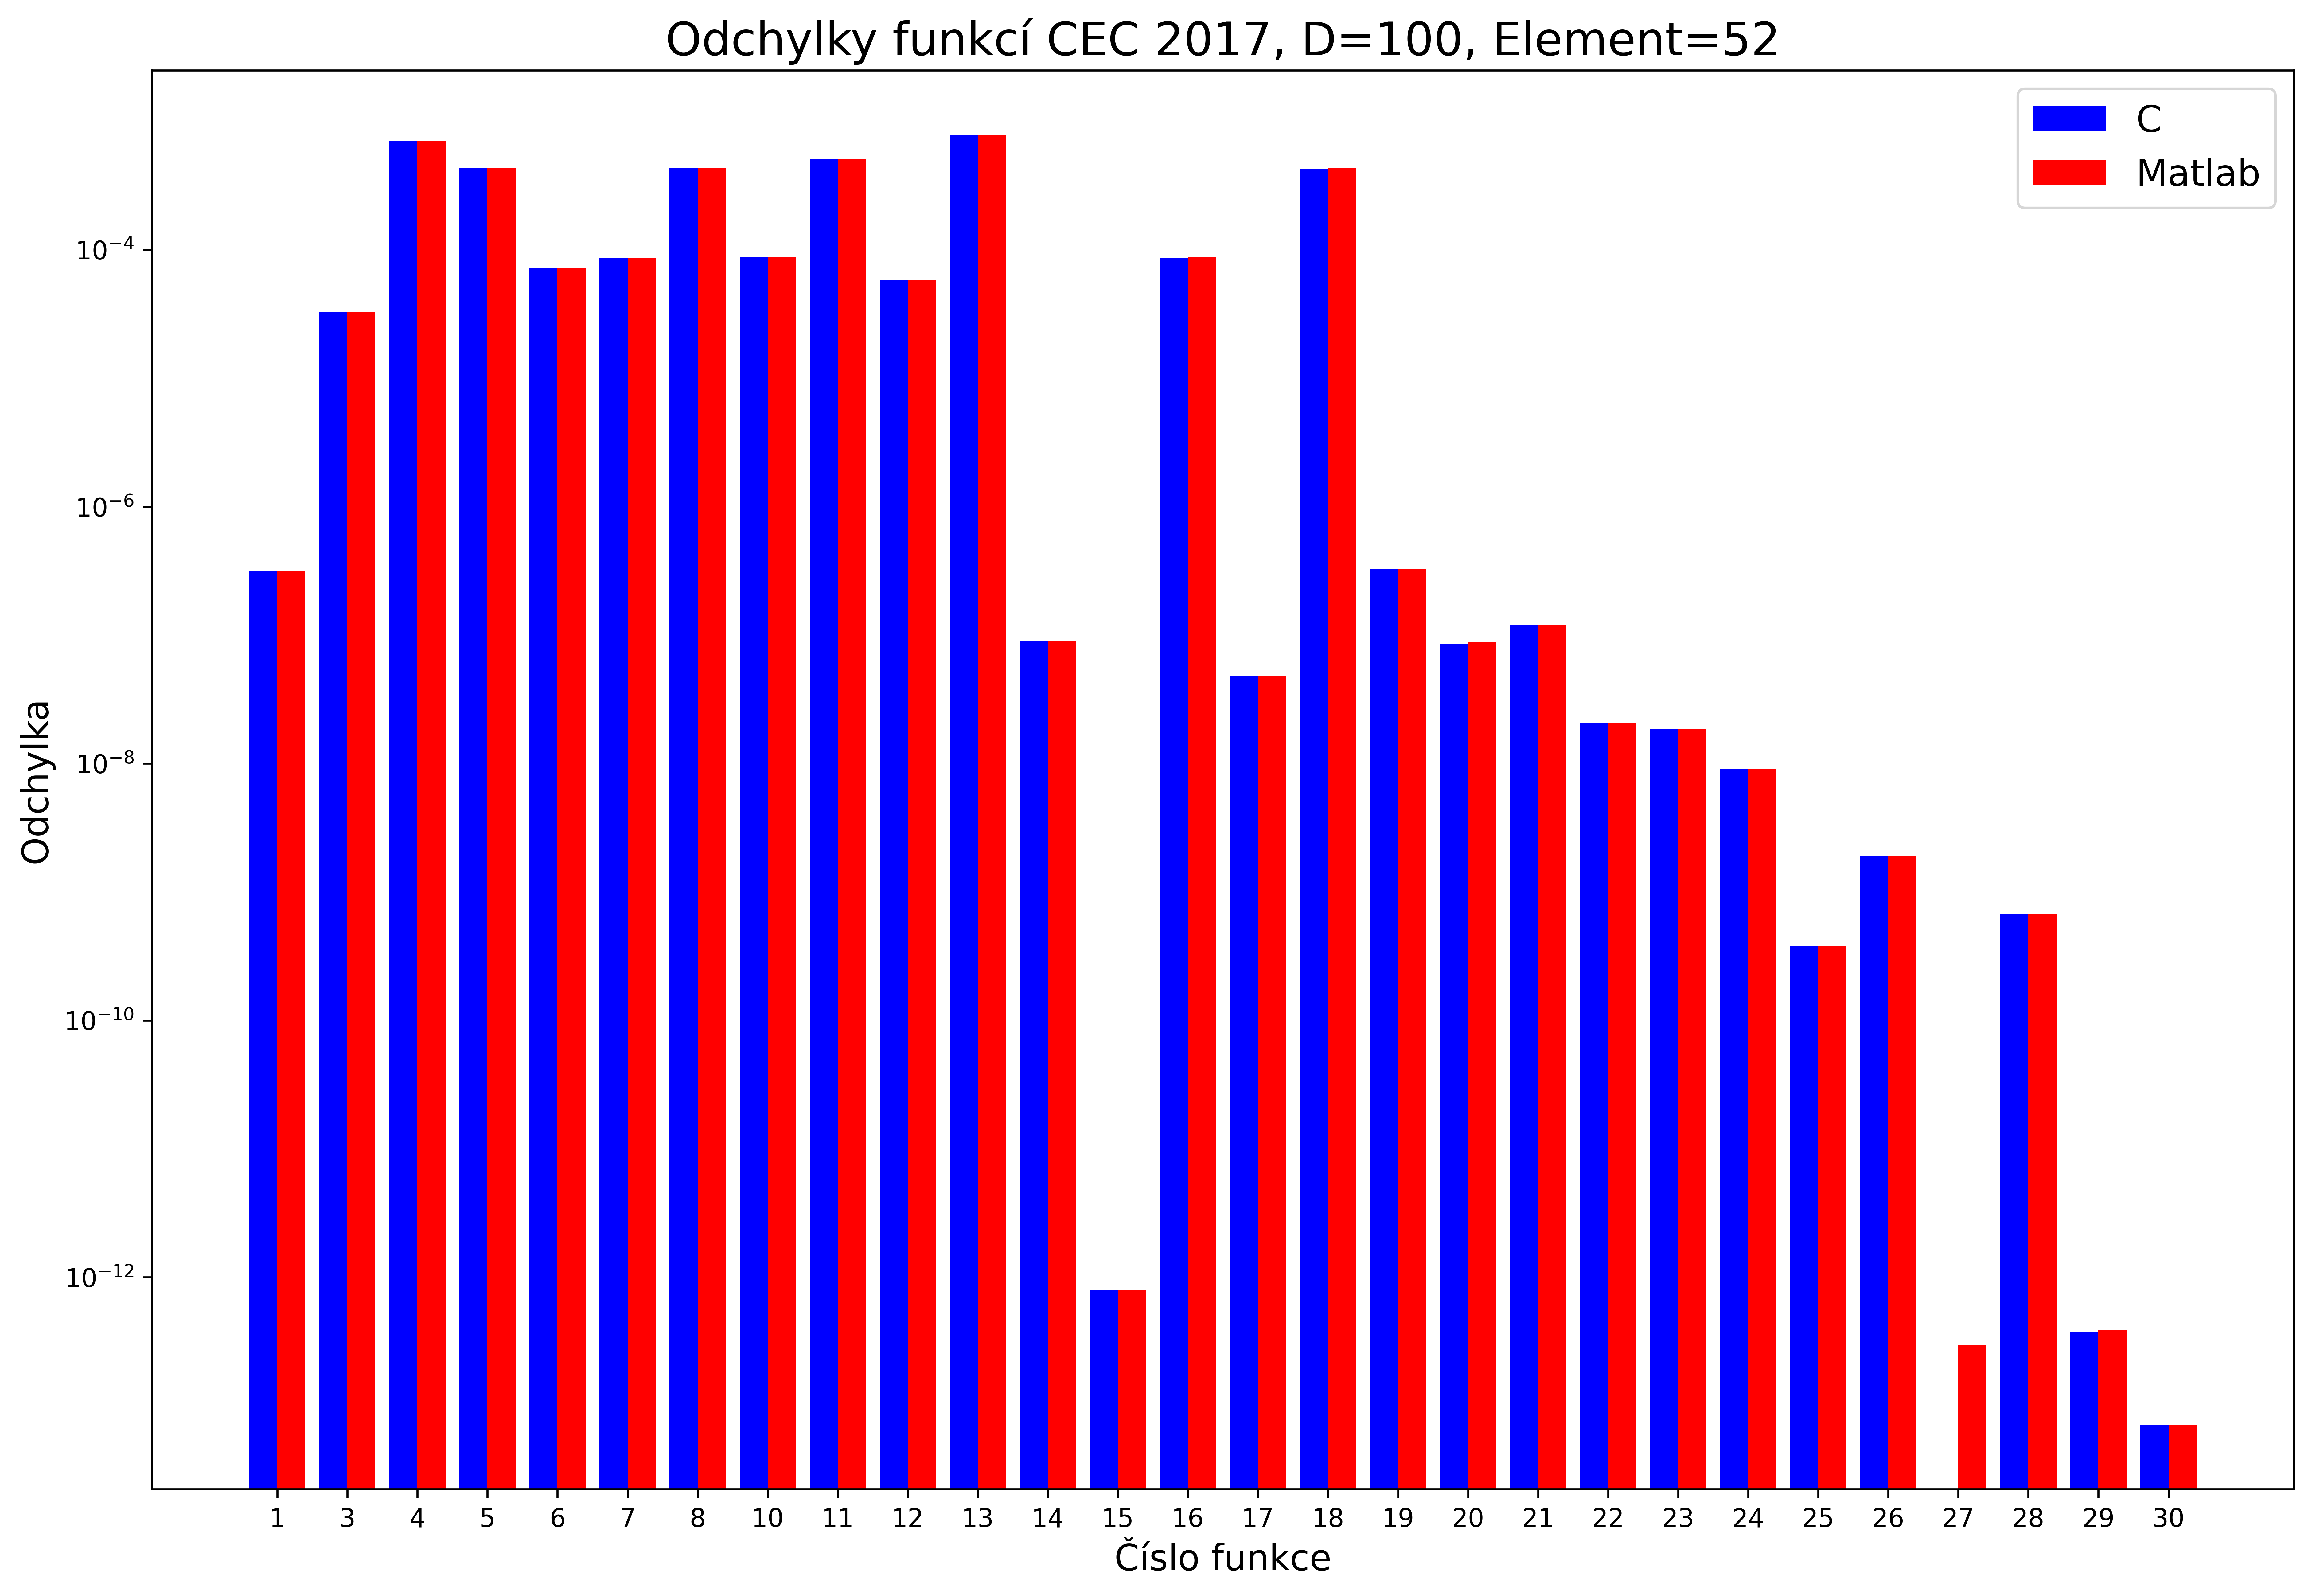 Odchylky funkcí CEC 2017, D=100, Element=52
C
Matlab
Odchylka
10⁻⁴
10⁻⁶
10⁻⁸
10⁻¹⁰
10⁻¹²
1 3 4 5 6 7 8 10 11 12 13 14 15 16 17 18 19 20 21 22 23 24 25 26 27 28 29 30
Číslo funkce